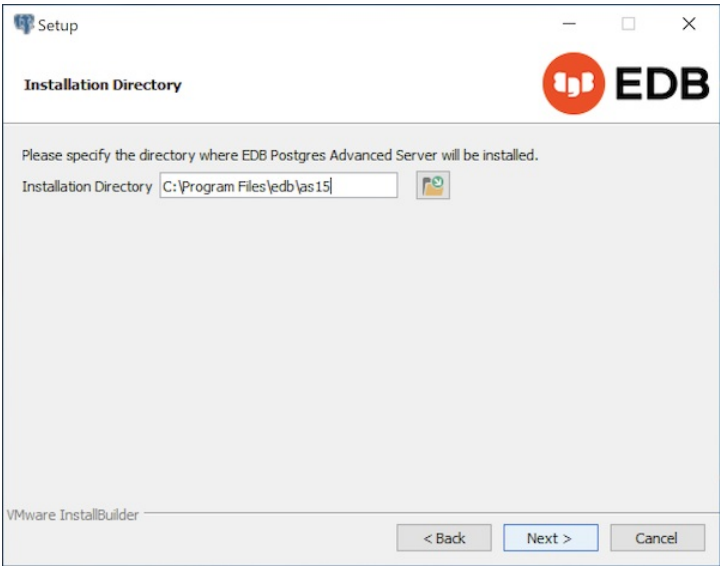 Setup
Installation Directory
EDB
Please specify the directory where EDB Postgres Advanced Server will be installed.
Installation Directory C:\Program Files\edb\as15
VMware InstallBuilder
< Back Next > Cancel